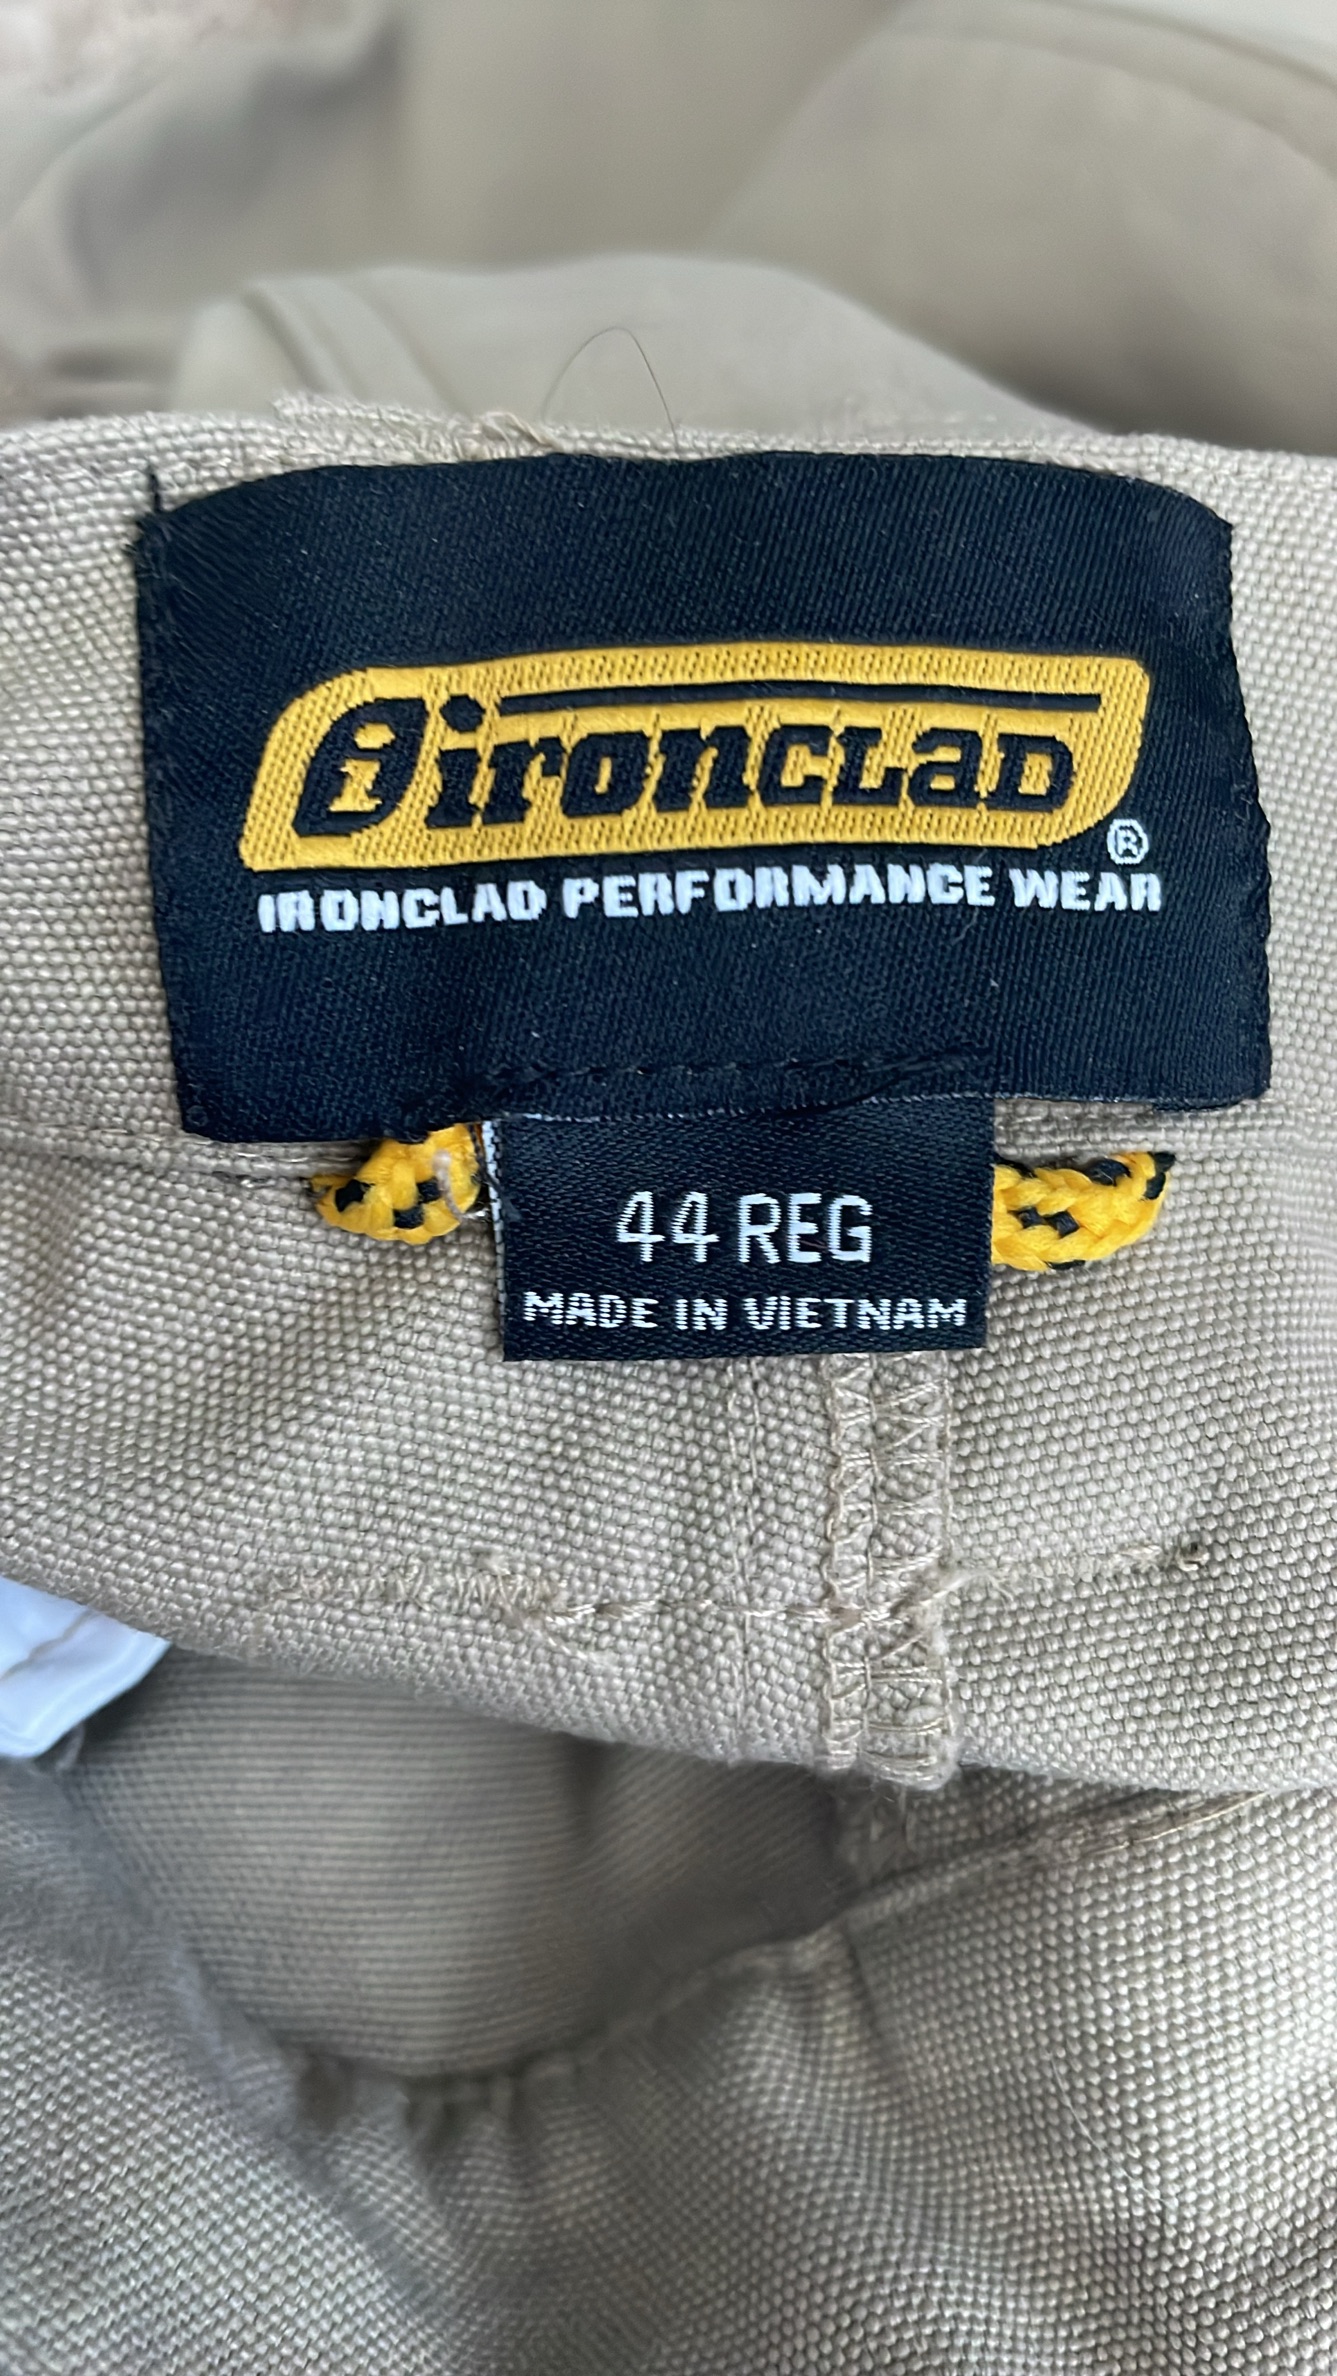 ironclad
®
IRONCLAD PERFORMANCE WEAR
44 REG
MADE IN VIETNAM